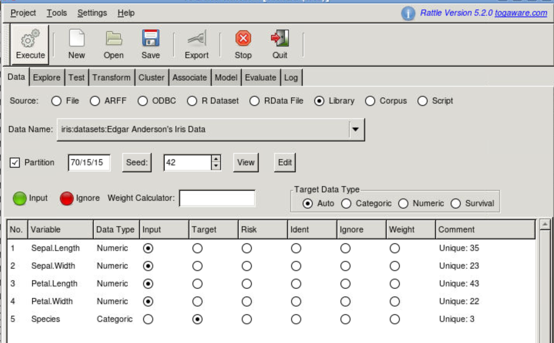 Project Tools Settings Help Rattle Version 5.2.0 togaware.com
Execute New Open Save Export Stop Quit
Data Explore Test Transform Cluster Associate Model Evaluate Log
Source: File ARFF ODBC R Dataset RData File Library Corpus Script
Data Name: iris:datasets:Edgar Anderson's Iris Data
Partition 70/15/15 Seed: 42 View Edit
Input Ignore Weight Calculator:
Target Data Type
Auto Categoric Numeric Survival
No. Variable Data Type Input Target Risk Ident Ignore Weight Comment
1 Sepal.Length Numeric Unique: 35
2 Sepal.Width Numeric Unique: 23
3 Petal.Length Numeric Unique: 43
4 Petal.Width Numeric Unique: 22
5 Species Categoric Unique: 3